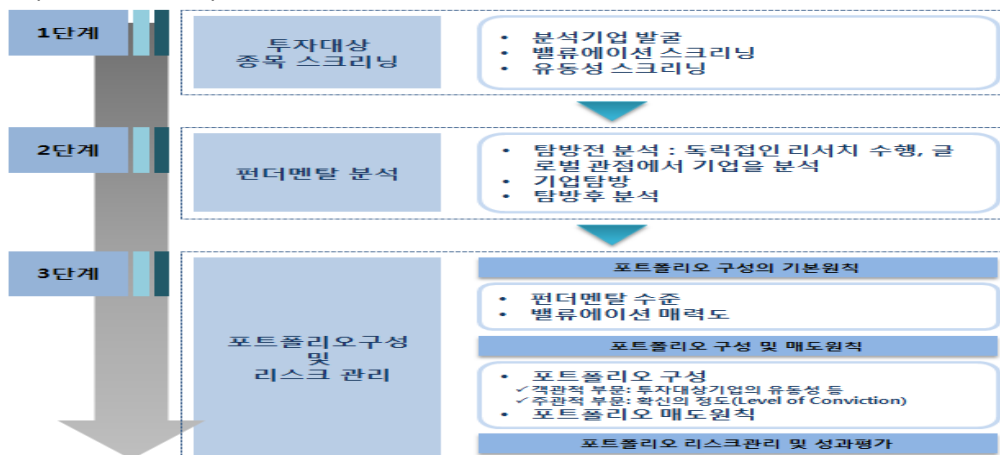 1단계
투자대상
종목 스크리닝
• 분석기업 발굴
• 밸류에이션 스크리닝
• 유동성 스크리닝
2단계
펀더멘탈 분석
• 탐방전 분석 : 독립접인 리서치 수행, 글
로벌 관점에서 기업을 분석
• 기업탐방
• 탐방후 분석
3단계
포트폴리오구성
및
리스크 관리
포트폴리오 구성의 기본원칙
• 펀더멘탈 수준
• 밸류에이션 매력도
포트폴리오 구성 및 매도원칙
• 포트폴리오 구성
✓객관적 부문: 투자대상기업의 유동성 등
✓주관적 부문: 확신의 정도(Level of Conviction)
• 포트폴리오 매도원칙
포트폴리오 리스크관리 및 성과평가